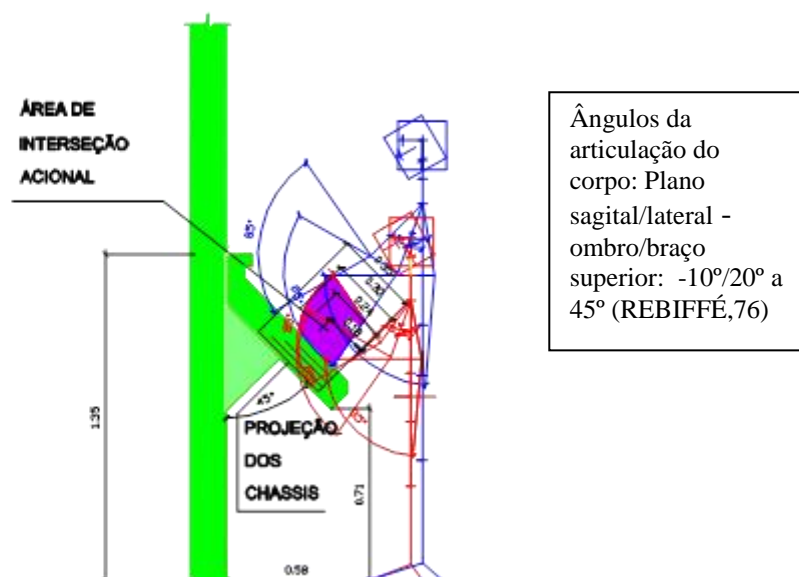 ÁREA DE
INTERSEÇÃO
ACIONAL
Ângulos da
articulação do
corpo: Plano
sagital/lateral -
ombro/braço
superior: -10º/20º a
45º (REBIFFÉ,76)
1.35
45°
PROJEÇÃO
DOS
CHASSIS
0.71
0.58